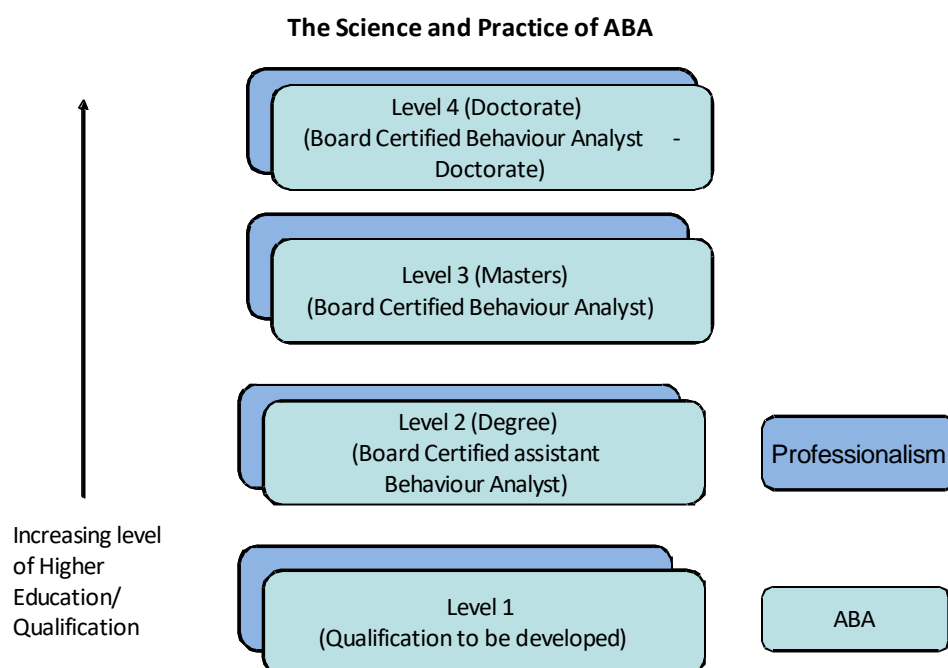 The Science and Practice of ABA
Level 4 (Doctorate)
(Board Certified Behaviour Analyst -
Doctorate)
Level 3 (Masters)
(Board Certified Behaviour Analyst)
Level 2 (Degree)
(Board Certified assistant
Behaviour Analyst)
Professionalism
Increasing level
of Higher
Education/
Qualification
Level 1
(Qualification to be developed)
ABA